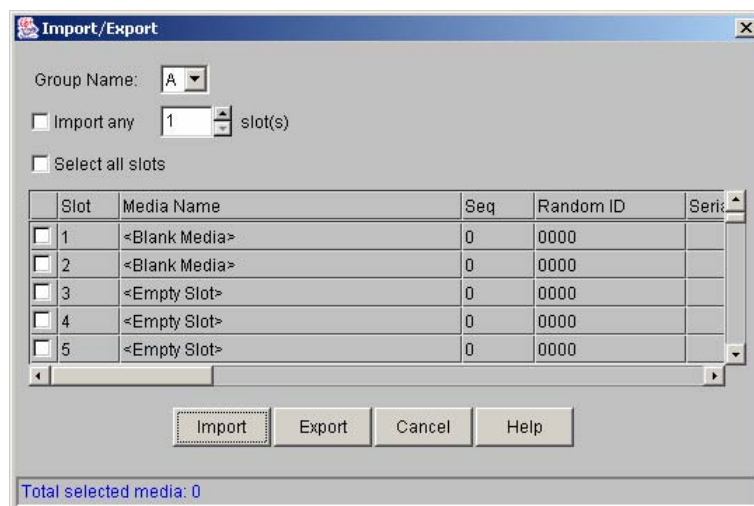 Import/Export
Group Name: A
Import any 1 slot(s)
Select all slots
Slot Media Name Seq Random ID
1 <Blank Media> 0 0000
2 <Blank Media> 0 0000
3 <Empty Slot> 0 0000
4 <Empty Slot> 0 0000
5 <Empty Slot> 0 0000
Import Export Cancel Help
Total selected media: 0